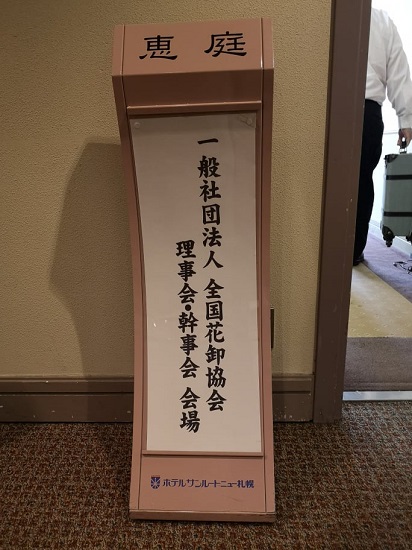 恵庭
一般社団法人 全国花卸協会
理事会・幹事会 会場
ホテルサンルートニュー札幌